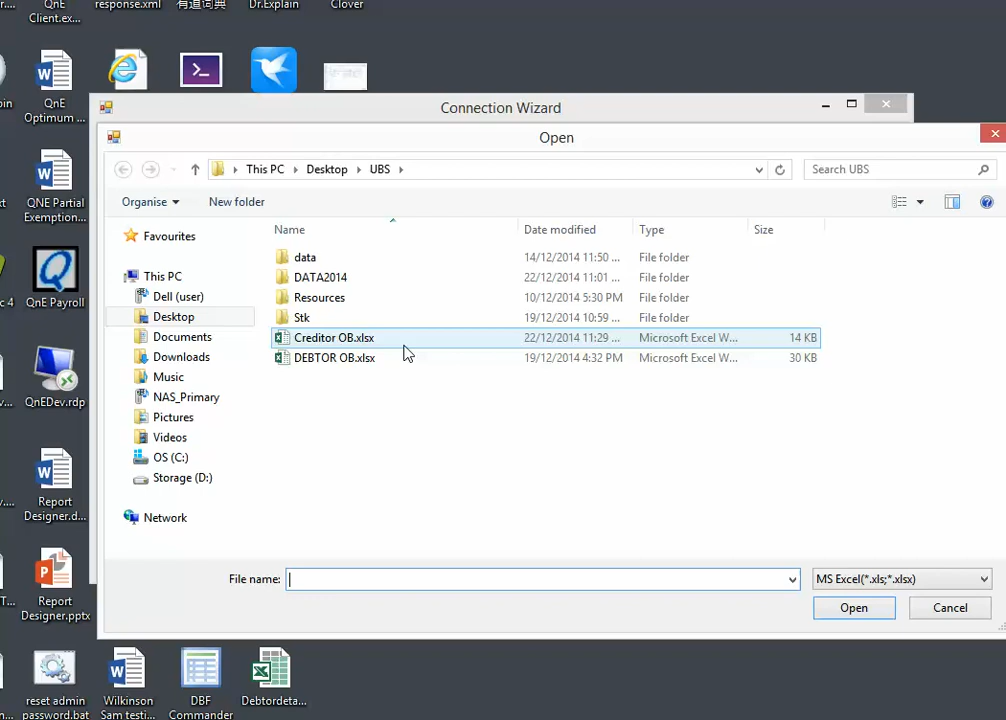 QnE
Client.ex...
response.xml
有道词典
Dr.Explain
Clover
QnE
Optimum ...
QNE Partial
Exemption...
QnE Payroll
QnEDev.rdp
Report
Designer.d...
Report
Designer.pptx
reset admin
password.bat
Wilkinson
Sam testi...
DBF
Commander
Debtordeta...
Connection Wizard
Open
This PC
Desktop
UBS
Search UBS
Organise
New folder
Name
Date modified
Type
Size
Favourites
This PC
Dell (user)
Desktop
Documents
Downloads
Music
NAS_Primary
Pictures
Videos
OS (C:)
Storage (D:)
Network
data 14/12/2014 11:50 ... File folder
DATA2014 22/12/2014 11:01 ... File folder
Resources 10/12/2014 5:30 PM File folder
Stk 19/12/2014 10:59 ... File folder
Creditor OB.xlsx 22/12/2014 11:29 ... Microsoft Excel W... 14 KB
DEBTOR OB.xlsx 19/12/2014 4:32 PM Microsoft Excel W... 30 KB
File name:
MS Excel(*.xls;*.xlsx)
Open
Cancel